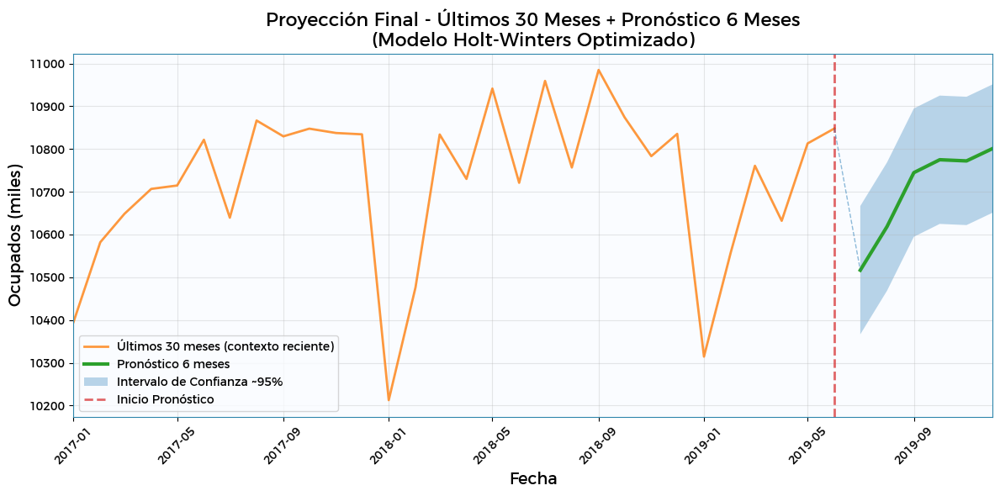 Proyección Final - Últimos 30 Meses + Pronóstico 6 Meses
(Modelo Holt-Winters Optimizado)
Ocupados (miles)
11000
10900
10800
10700
10600
10500
10400
10300
10200
Últimos 30 meses (contexto reciente)
Pronóstico 6 meses
Intervalo de Confianza ~95%
Inicio Pronóstico
2017-01
2017-05
2017-09
2018-01
2018-05
2018-09
2019-01
2019-05
2019-09
Fecha